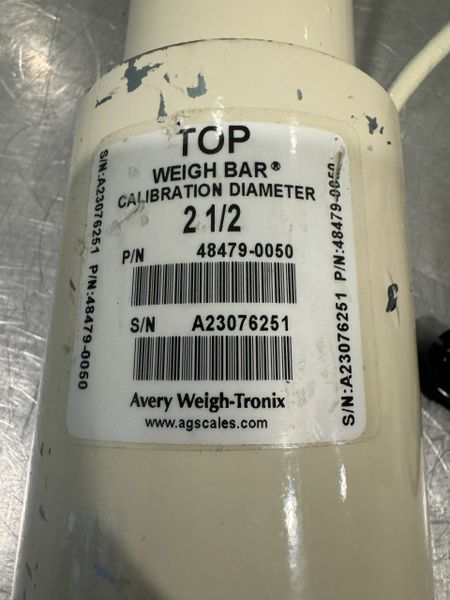 TOP
WEIGH BAR®
CALIBRATION DIAMETER
2 1/2
P/N 48479-0050
S/N A23076251
Avery Weigh-Tronix
www.agscales.com
S/N:A23076251 P/N:48479-0050
S/N:A23076251 P/N:48479-0050